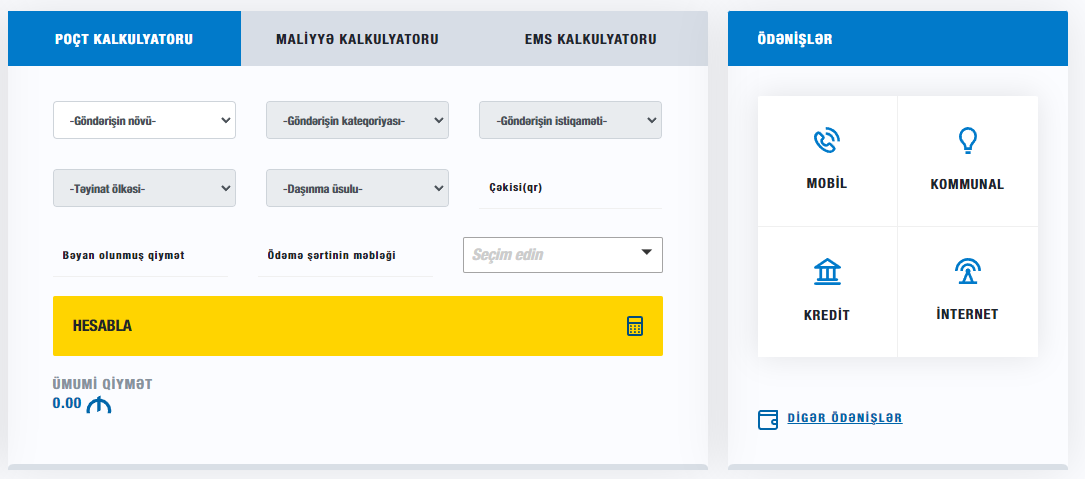 POÇT KALKULYATORU
MALİYYƏ KALKULYATORU
EMS KALKULYATORU
-Göndərişin növü-
-Göndərişin kateqoriyası-
-Göndərişin istiqaməti-
-Təyinat ölkəsi-
-Daşınma üsulu-
Çəkisi(qr)
Bəyan olunmuş qiymət
Ödəmə şərtinin məbləği
Seçim edin
HESABLA
ÜMUMİ QİYMƏT
0.00 ₼
ÖDƏNİŞLƏR
MOBİL
KOMMUNAL
KREDİT
İNTERNET
DİGƏR ÖDƏNİŞLƏR